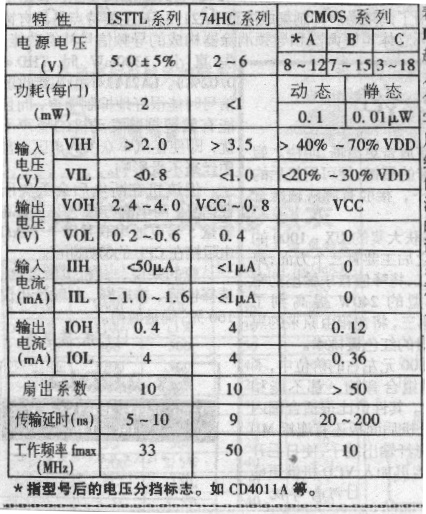 特性 LSTTL系列 74HC系列 CMOS 系列
电源电压 (V) 5.0±5% 2~6 *A B C
8~12 7~15 3~18
功耗(每门) (mW) 2 <1 动态 静态
0.1 0.01μW
输入电压(V) VIH >2.0 >3.5 >40%~70%VDD
VIL <0.8 <1.0 <20%~30%VDD
输出电压(V) VOH 2.4~4.0 VCC~0.8 VCC
VOL 0.2~0.6 0.4 0
输入电流(mA) IIH <50μA <1μA 0
IIL -1.0~1.6 <1μA 0
输出电流(mA) IOH 0.4 4 0.12
IOL 4 4 0.36
扇出系数 10 10 >50
传输延时(ns) 5~10 9 20~200
工作频率 fmax (MHz) 33 50 10
*指型号后的电压分挡标志。如 CD4011A 等。